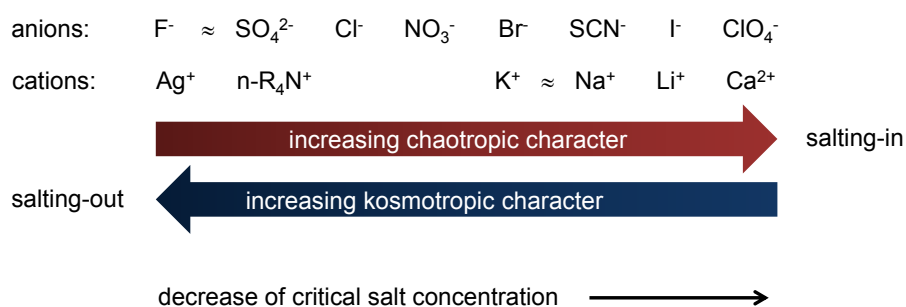 anions: F⁻ ≈ SO₄²⁻ Cl⁻ NO₃⁻ Br⁻ SCN⁻ I⁻ ClO₄⁻
cations: Ag⁺ n-R₄N⁺ K⁺ ≈ Na⁺ Li⁺ Ca²⁺
increasing chaotropic character salting-in
salting-out increasing kosmotropic character
decrease of critical salt concentration